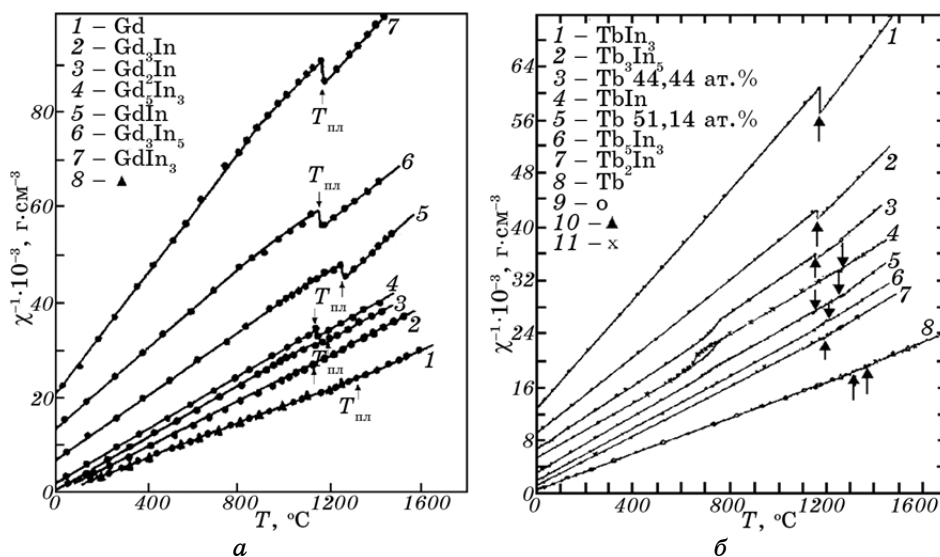 1 – Gd
2 – Gd₃In
3 – Gd₂In
4 – Gd₅In₃
5 – GdIn
6 – Gd₃In₅
7 – GdIn₃
8 – ▲
Tпл
Tпл
Tпл
Tпл
Tпл
7
6
5
4
3
2
1
80
60
40
20
0
χ⁻¹·10⁻³, г·см⁻³
0 400 800 1200 1600
T, °C
а
1 – TbIn₃
2 – Tb₃In₅
3 – Tb 44,44 ат.%
4 – TbIn
5 – Tb 51,14 ат.%
6 – Tb₅In₃
7 – Tb₂In
8 – Tb
9 – o
10 – ▲
11 – x
1
2
3
4
5
6
7
8
64
56
48
40
32
24
16
8
0
χ⁻¹·10⁻³, г·см⁻³
0 400 800 1200 1600
T, °C
б